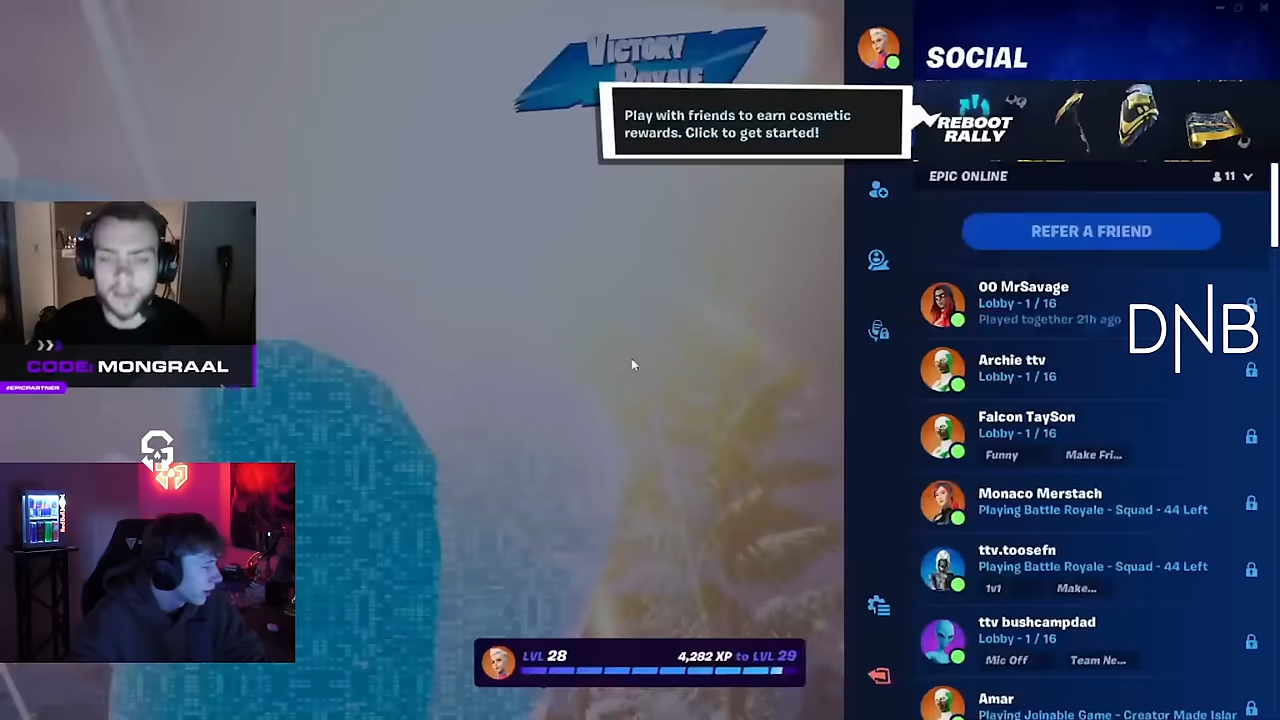 VICTORY
ROYALE
SOCIAL
Play with friends to earn cosmetic
rewards. Click to get started!
REBOOT
RALLY
EPIC ONLINE
11
REFER A FRIEND
00 MrSavage
Lobby - 1 / 16
Played together 21h ago
DNB
Archie ttv
Lobby - 1 / 16
CODE: MONGRAAL
#EPICPARTNER
Falcon TaySon
Lobby - 1 / 16
Funny
Make Fri...
Monaco Merstach
Playing Battle Royale - Squad - 44 Left
ttv.toosefn
Playing Battle Royale - Squad - 44 Left
1v1
Make...
ttv bushcampdad
Lobby - 1 / 16
Mic Off
Team Ne...
LVL 28
4,282 XP to LVL 29
Amar
Playing Joinable Game - Creator Made Islar